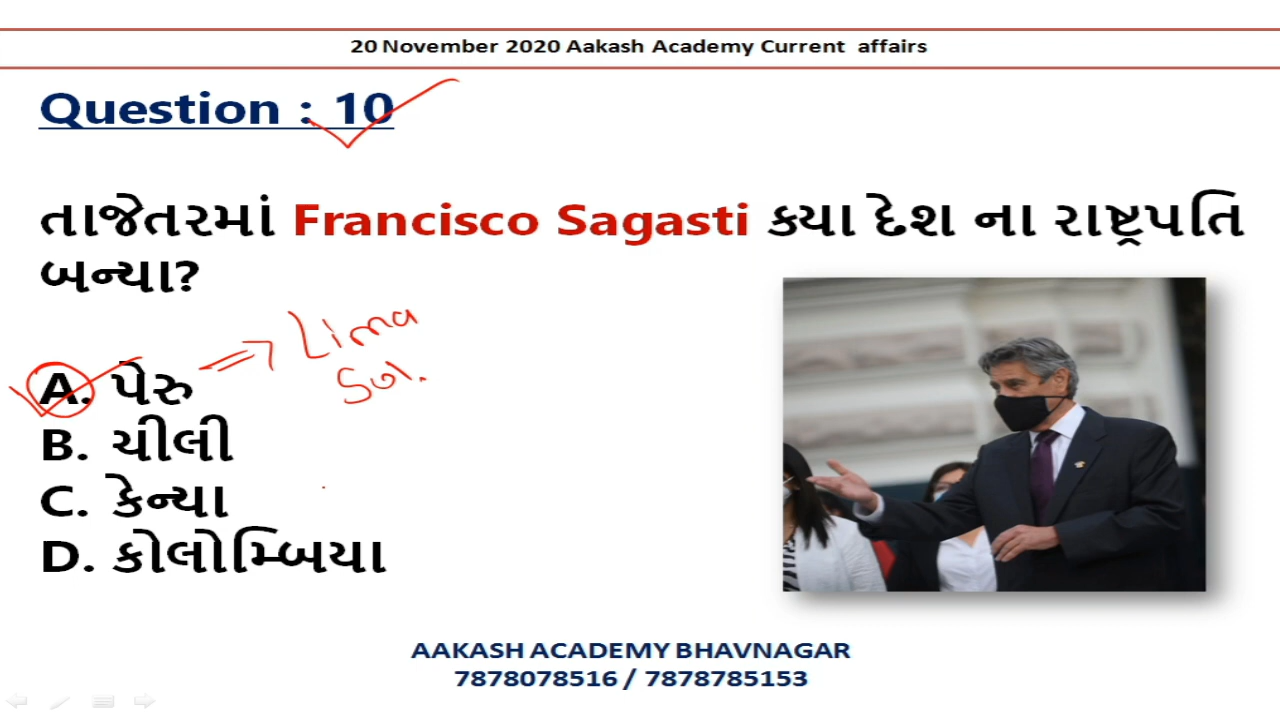 20 November 2020 Aakash Academy Current affairs
Question : 10
તાજેતરમાં Francisco Sagasti ક્યા દેશ ના રાષ્ટ્રપતિ
બન્યા?
A. પેરુ ⇒ Lima
Sol.
B. ચીલી
C. કેન્યા
D. કોલોમ્બિયા
AAKASH ACADEMY BHAVNAGAR
7878078516 / 7878785153